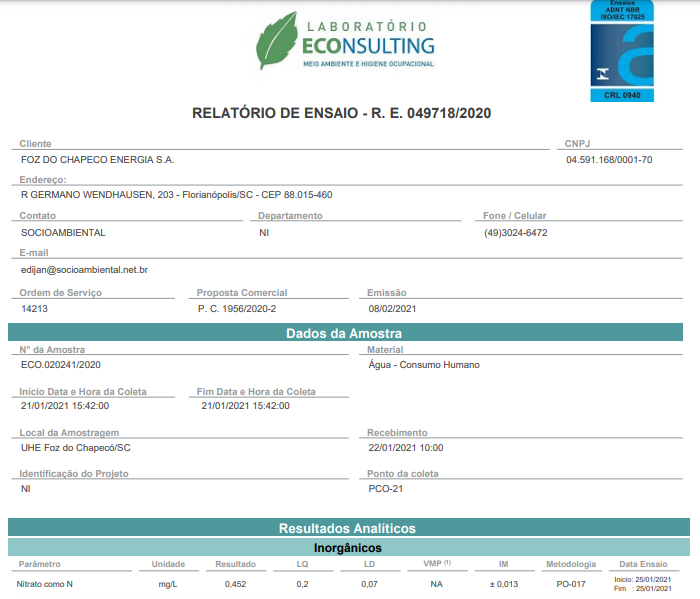 LABORATÓRIO
ECONSULTING
MEIO AMBIENTE E HIGIENE OCUPACIONAL
Ensaios
ABNT NBR
ISO/IEC 17025
CRL 0940
RELATÓRIO DE ENSAIO - R. E. 049718/2020
Cliente CNPJ
FOZ DO CHAPECO ENERGIA S.A. 04.591.168/0001-70
Endereço:
R GERMANO WENDHAUSEN, 203 - Florianópolis/SC - CEP 88.015-460
Contato Departamento Fone / Celular
SOCIOAMBIENTAL NI (49)3024-6472
E-mail
edijan@socioambiental.net.br
Ordem de Serviço Proposta Comercial Emissão
14213 P. C. 1956/2020-2 08/02/2021
Dados da Amostra
N° da Amostra Material
ECO.020241/2020 Água - Consumo Humano
Inicio Data e Hora da Coleta Fim Data e Hora da Coleta
21/01/2021 15:42:00 21/01/2021 15:42:00
Local da Amostragem Recebimento
UHE Foz do Chapecó/SC 22/01/2021 10:00
Identificação do Projeto Ponto da coleta
NI PCO-21
Resultados Analíticos
Inorgânicos
Parâmetro Unidade Resultado LQ LD VMP (1) IM Metodologia Data Ensaio
Nitrato como N mg/L 0,452 0,2 0,07 NA ± 0,013 PO-017 Inicio: 25/01/2021
Fim : 25/01/2021